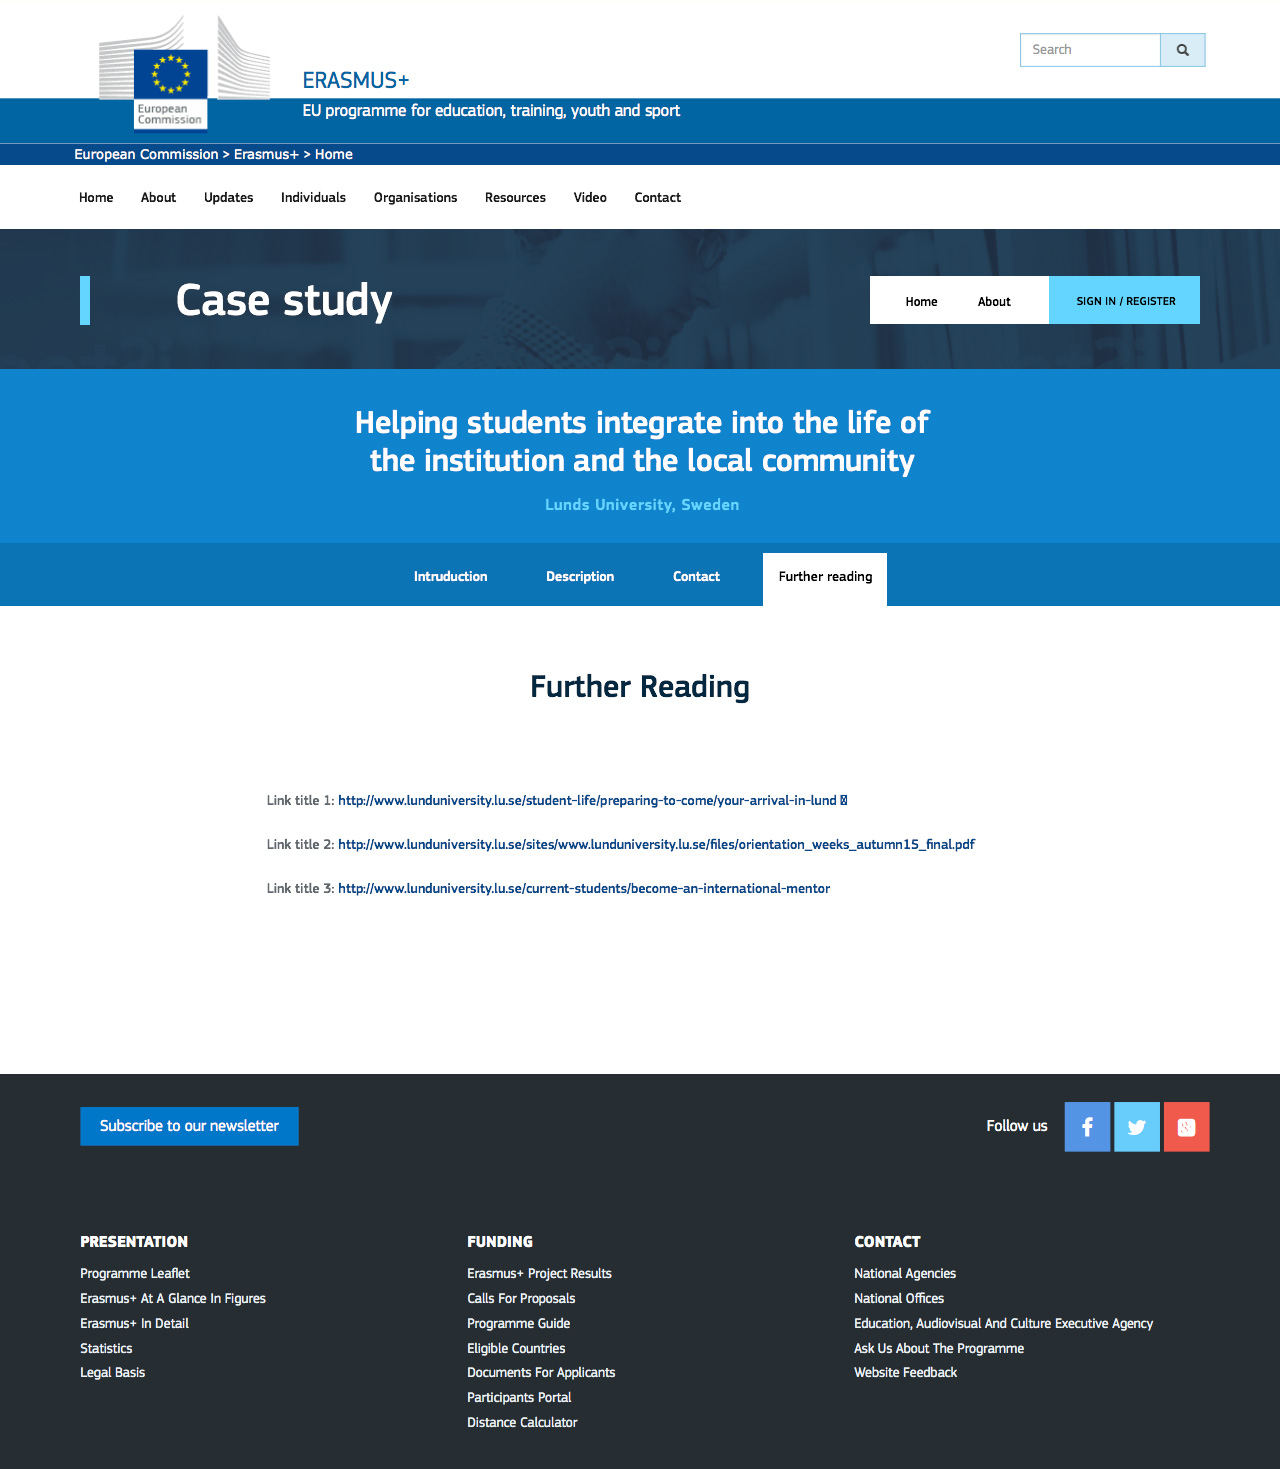 Search
ERASMUS+
European
Commission
EU programme for education, training, youth and sport
European Commission > Erasmus+ > Home
Home About Updates Individuals Organisations Resources Video Contact
Case study
Home About SIGN IN / REGISTER
Helping students integrate into the life of
the institution and the local community
Lunds University, Sweden
Intruduction Description Contact Further reading
Further Reading
Link title 1: http://www.lunduniversity.lu.se/student-life/preparing-to-come/your-arrival-in-lund
Link title 2: http://www.lunduniversity.lu.se/sites/www.lunduniversity.lu.se/files/orientation_weeks_autumn15_final.pdf
Link title 3: http://www.lunduniversity.lu.se/current-students/become-an-international-mentor
Subscribe to our newsletter
Follow us
PRESENTATION
Programme Leaflet
Erasmus+ At A Glance In Figures
Erasmus+ In Detail
Statistics
Legal Basis
FUNDING
Erasmus+ Project Results
Calls For Proposals
Programme Guide
Eligible Countries
Documents For Applicants
Participants Portal
Distance Calculator
CONTACT
National Agencies
National Offices
Education, Audiovisual And Culture Executive Agency
Ask Us About The Programme
Website Feedback